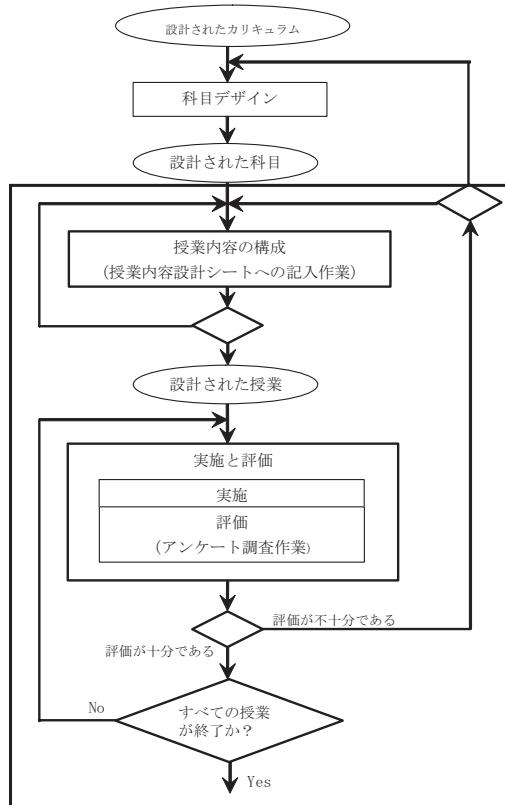 設計されたカリキュラム
科目デザイン
設計された科目
授業内容の構成
(授業内容設計シートへの記入作業)
設計された授業
実施と評価
実施
評価
(アンケート調査作業)
評価が不十分である
評価が十分である
No
すべての授業
が終了か？
Yes